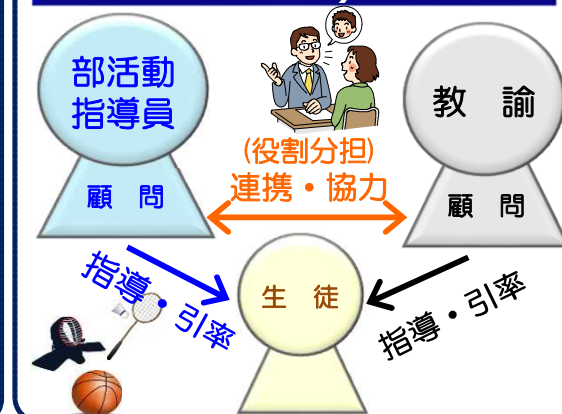 部活動
指導員
顧 問
教 諭
顧 問
(役割分担)
連携・協力
指導・引率
生 徒
指導・引率